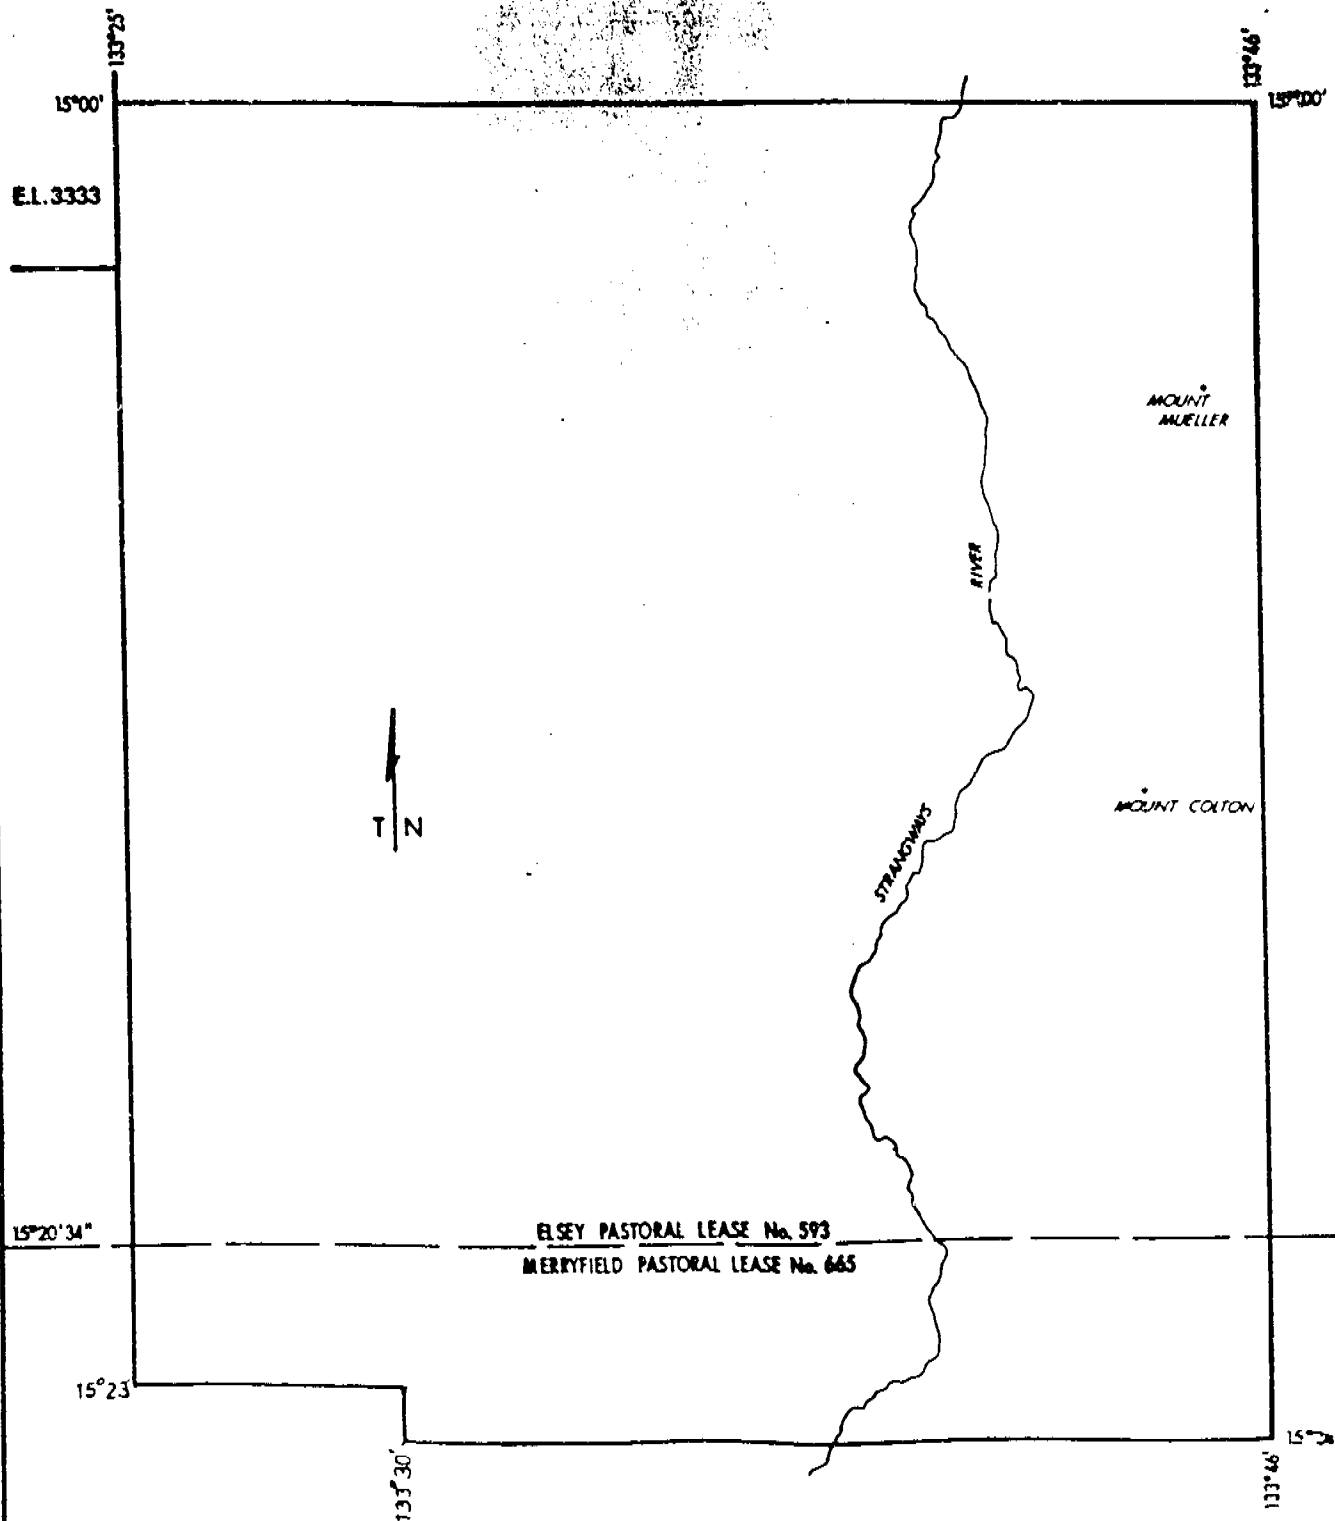 133°25'
133°46'
15°00'
15°00'
E.I.3333
MOUNT
MUELLER
RIVER
MOUNT COLTON
T N
STRANGWAYS
15°20'34"
ELSEY PASTORAL LEASE No. 593
MERRYFIELD PASTORAL LEASE No. 665
15°23'
133°30'
133°46'